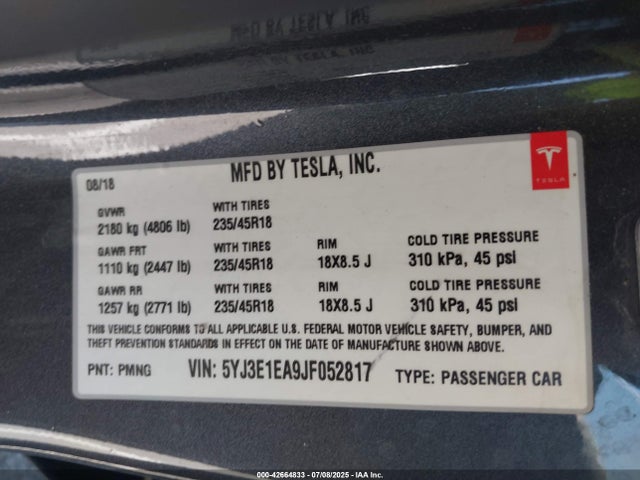 MFD BY TESLA, INC.
08/18
TESLA
GVWR WITH TIRES
2180 kg (4806 lb) 235/45R18
GAWR FRT WITH TIRES RIM COLD TIRE PRESSURE
1110 kg (2447 lb) 235/45R18 18X8.5 J 310 kPa, 45 psi
GAWR RR WITH TIRES RIM COLD TIRE PRESSURE
1257 kg (2771 lb) 235/45R18 18X8.5 J 310 kPa, 45 psi
THIS VEHICLE CONFORMS TO ALL APPLICABLE U.S. FEDERAL MOTOR VEHICLE SAFETY, BUMPER, AND
THEFT PREVENTION STANDARDS IN EFFECT ON THE DATE OF MANUFACTURE SHOWN ABOVE.
PNT: PMNG VIN: 5YJ3E1EA9JF052817 TYPE: PASSENGER CAR
000-42664833 - 07/08/2025 - IAA Inc.